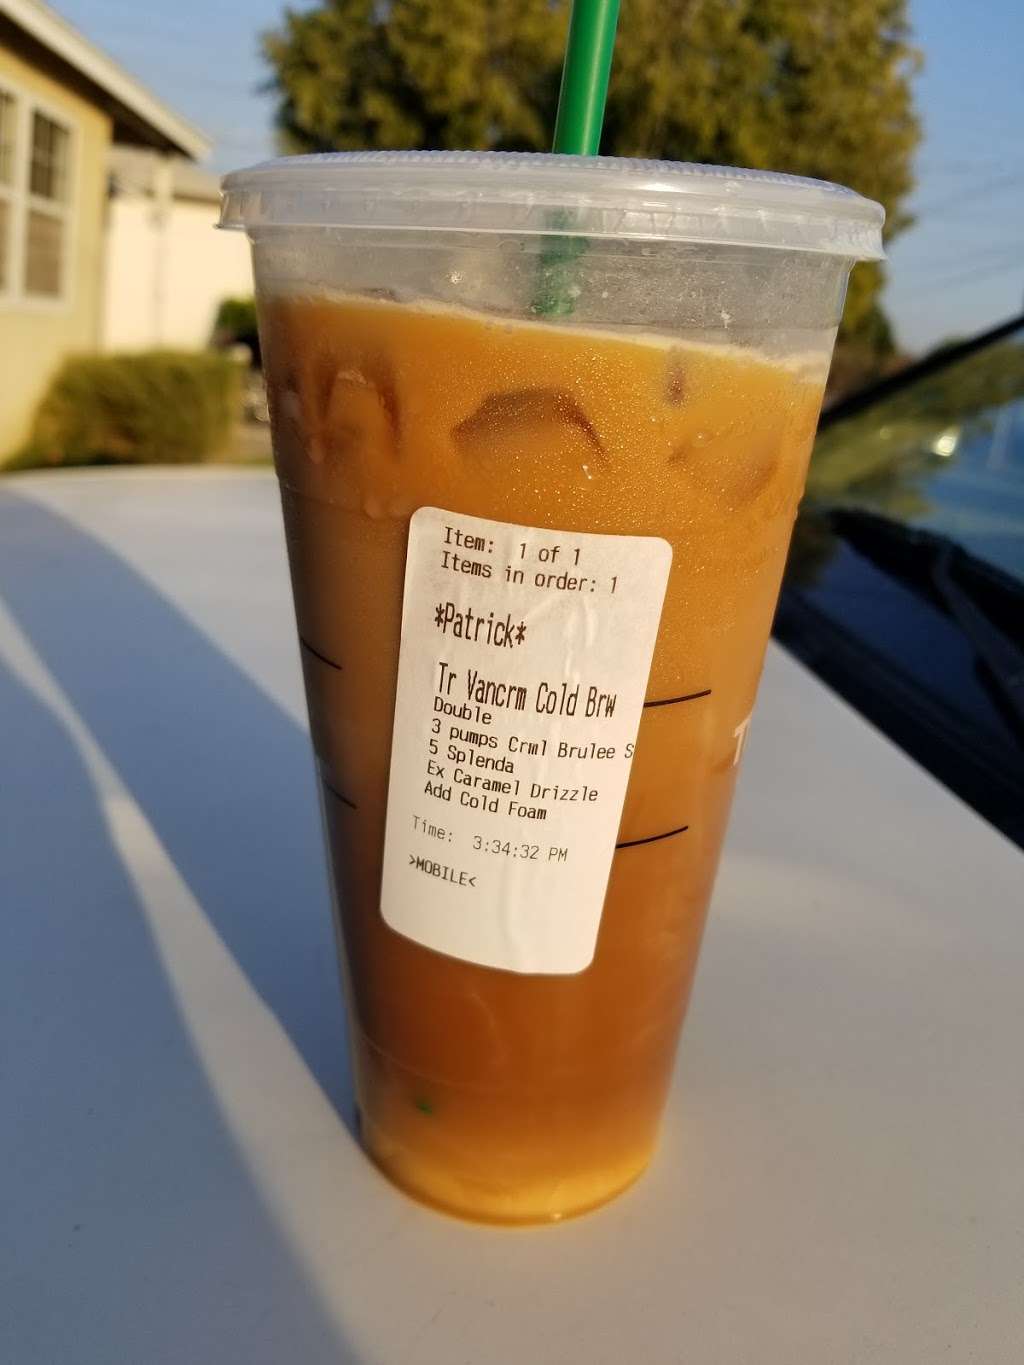 Item: 1 of 1
Items in order: 1
*Patrick*
Tr Vancrm Cold Brw
Double
3 pumps Crml Brulee S
5 Splenda
Ex Caramel Drizzle
Add Cold Foam
Time: 3:34:32 PM
>MOBILE<
T